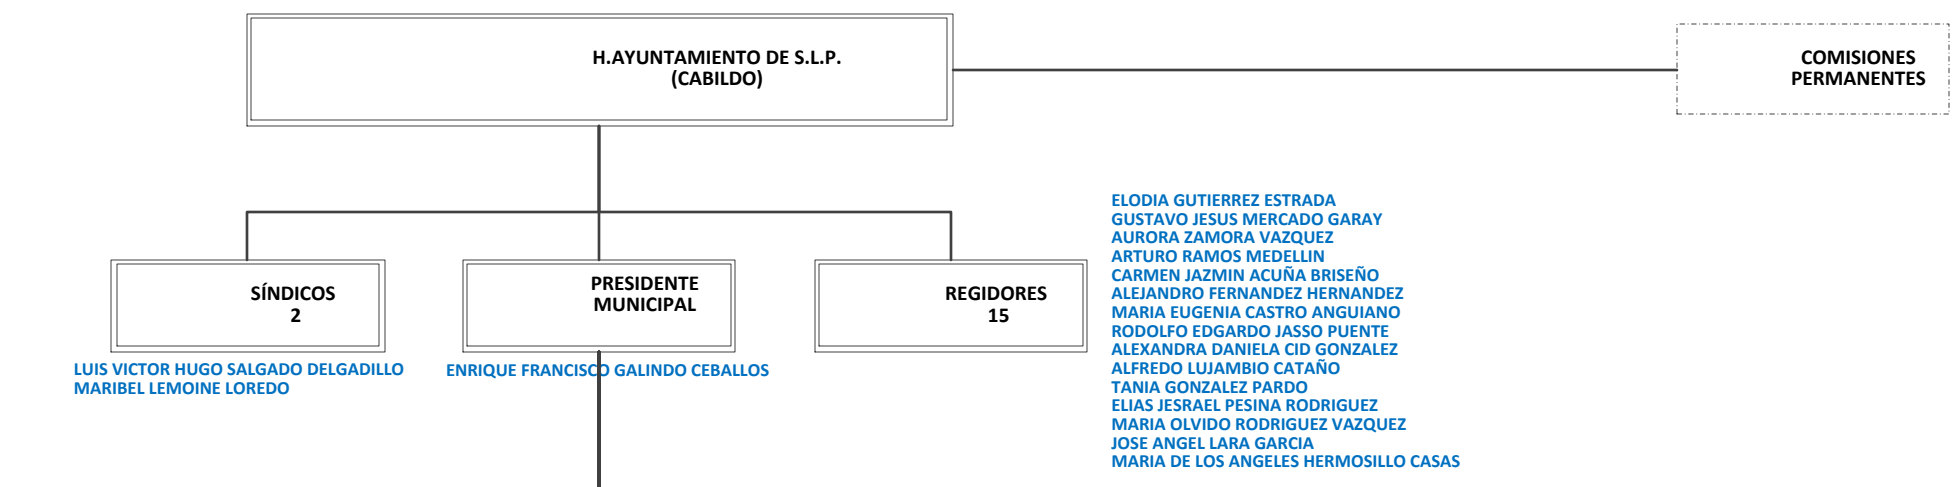 H.AYUNTAMIENTO DE S.L.P.
(CABILDO)
COMISIONES
PERMANENTES
SÍNDICOS
2
LUIS VICTOR HUGO SALGADO DELGADILLO
MARIBEL LEMOINE LOREDO
PRESIDENTE
MUNICIPAL
ENRIQUE FRANCISCO GALINDO CEBALLOS
REGIDORES
15
ELODIA GUTIERREZ ESTRADA
GUSTAVO JESUS MERCADO GARAY
AURORA ZAMORA VAZQUEZ
ARTURO RAMOS MEDELLIN
CARMEN JAZMIN ACUÑA BRISEÑO
ALEJANDRO FERNANDEZ HERNANDEZ
MARIA EUGENIA CASTRO ANGUIANO
RODOLFO EDGARDO JASSO PUENTE
ALEXANDRA DANIELA CID GONZALEZ
ALFREDO LUJAMBIO CATAÑO
TANIA GONZALEZ PARDO
ELIAS JESRAEL PESINA RODRIGUEZ
MARIA OLVIDO RODRIGUEZ VAZQUEZ
JOSE ANGEL LARA GARCIA
MARIA DE LOS ANGELES HERMOSILLO CASAS